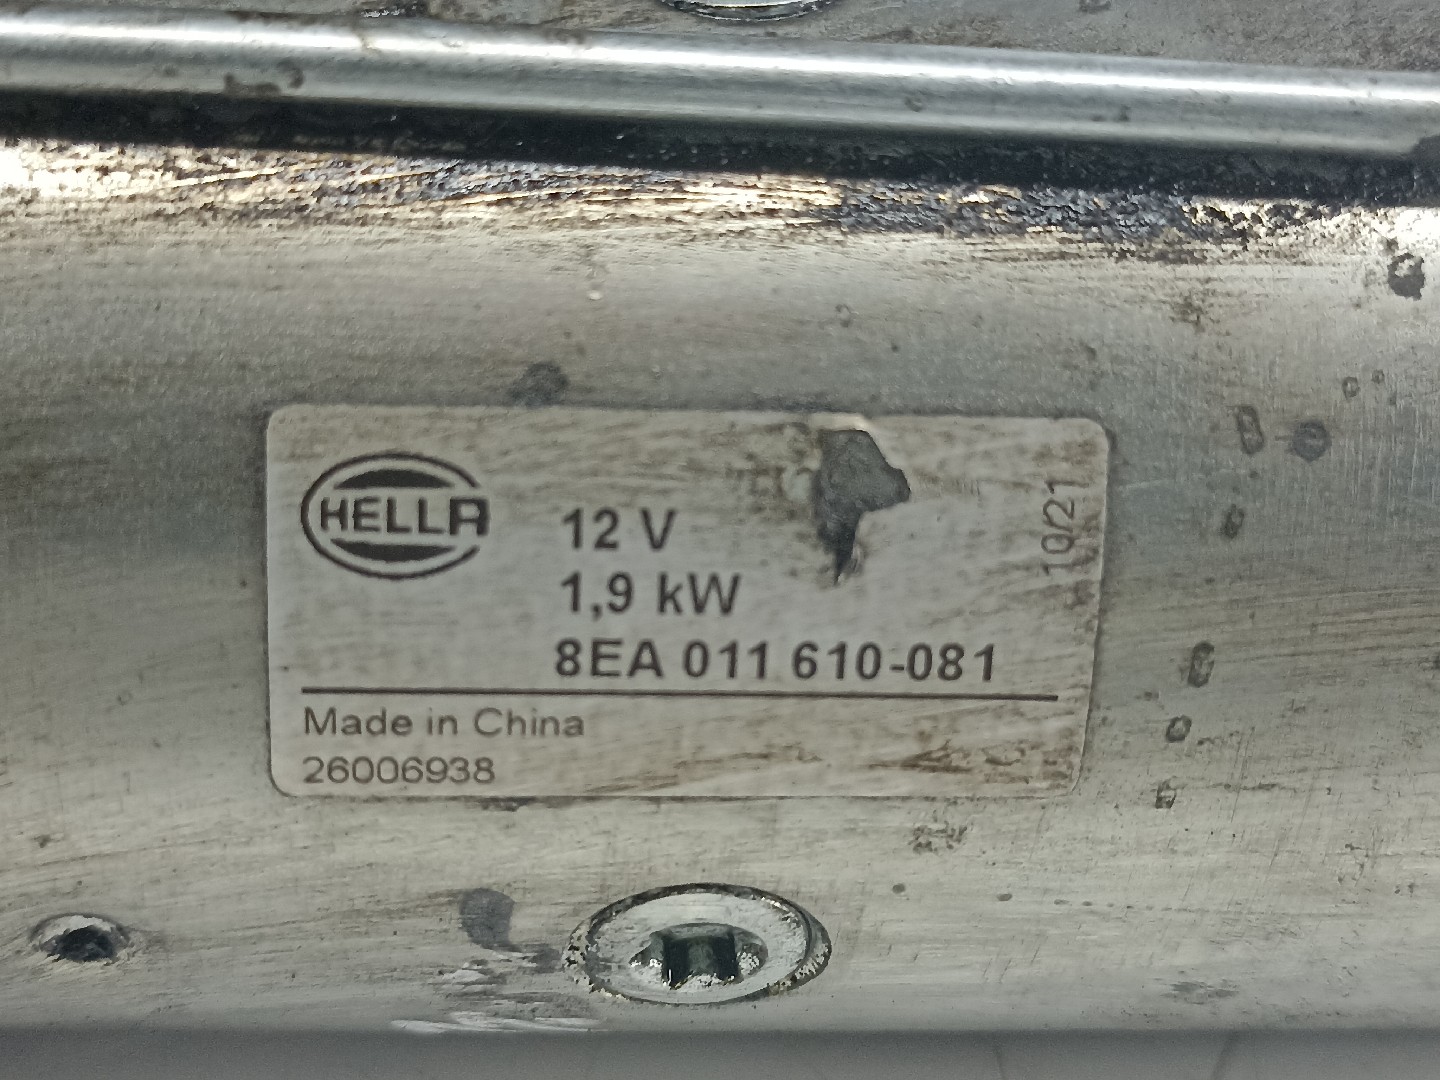 HELLA
12 V
1,9 kW
8EA 011 610-081
10/21
Made in China
26006938